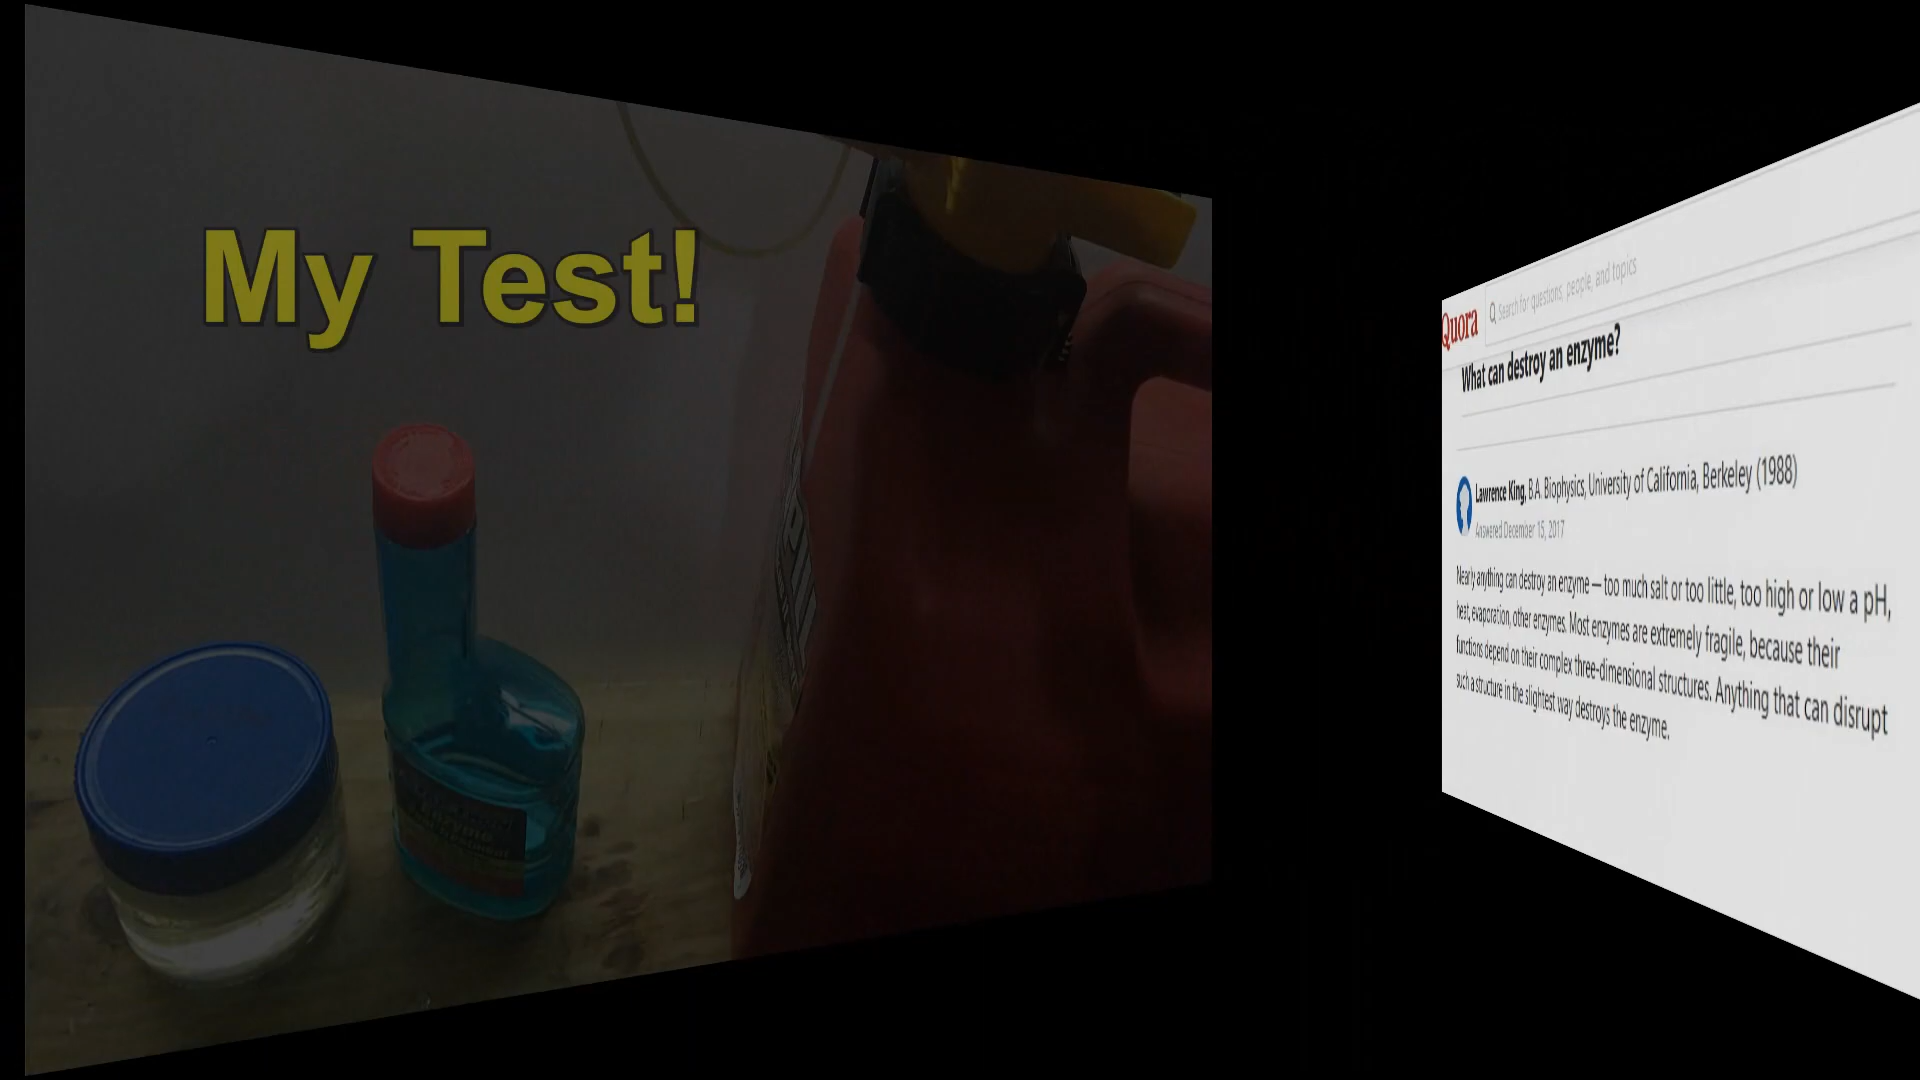 My Test!
Quora
Search for questions, people, and topics
What can destroy an enzyme?
Lawrence King, B.A. Biophysics, University of California, Berkeley (1988)
Answered December 15, 2017
Nearly anything can destroy an enzyme — too much salt or too little, too high or low a pH,
heat, evaporation, other enzymes. Most enzymes are extremely fragile, because their
functions depend on their complex three-dimensional structures. Anything that can disrupt
such a structure in the slightest way destroys the enzyme.